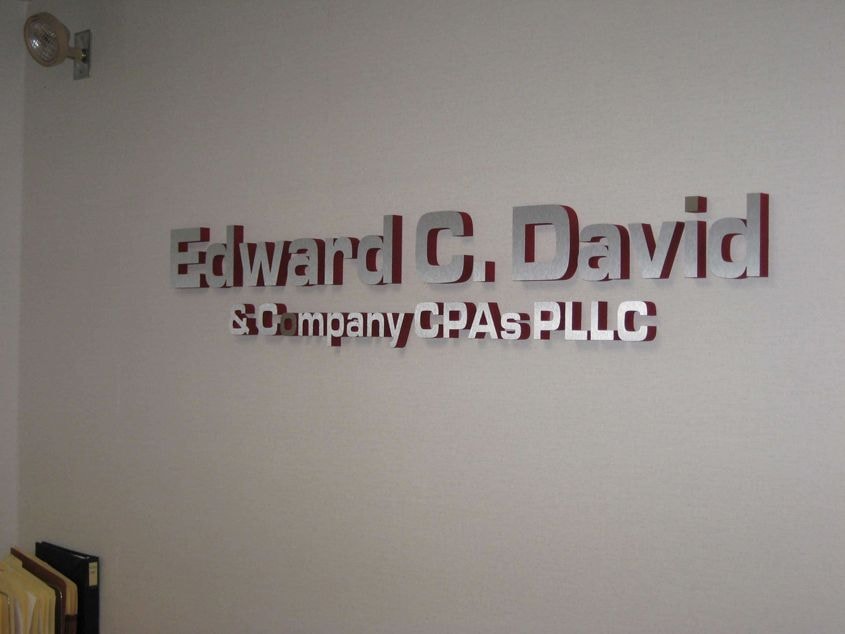 Edward C. David
& Company CPAs PLLC